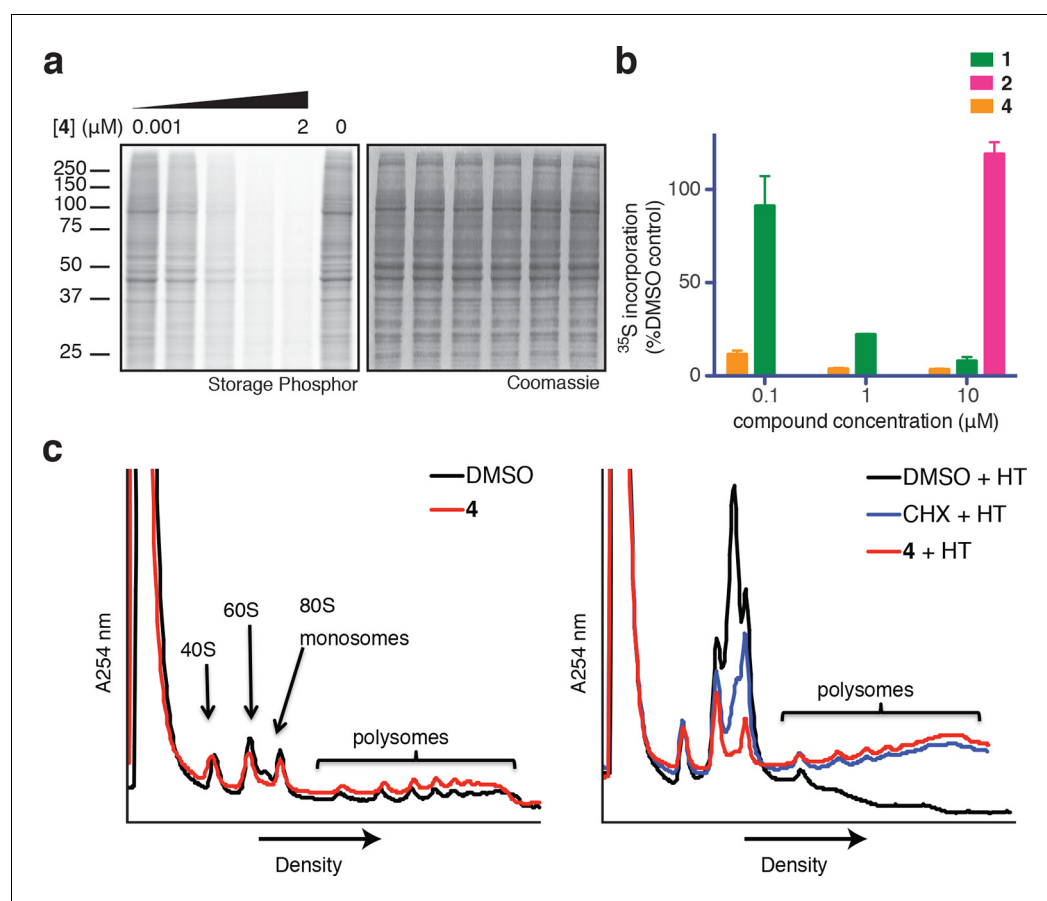 a
[4] (µM) 0.001 2 0
250
150
100
75
50
37
25
Storage Phosphor
Coomassie
b
1
2
4
35S incorporation
(%DMSO control)
100
50
0
0.1 1 10
compound concentration (µM)
c
DMSO
4
A254 nm
40S
60S
80S
monosomes
polysomes
Density
DMSO + HT
CHX + HT
4 + HT
A254 nm
polysomes
Density